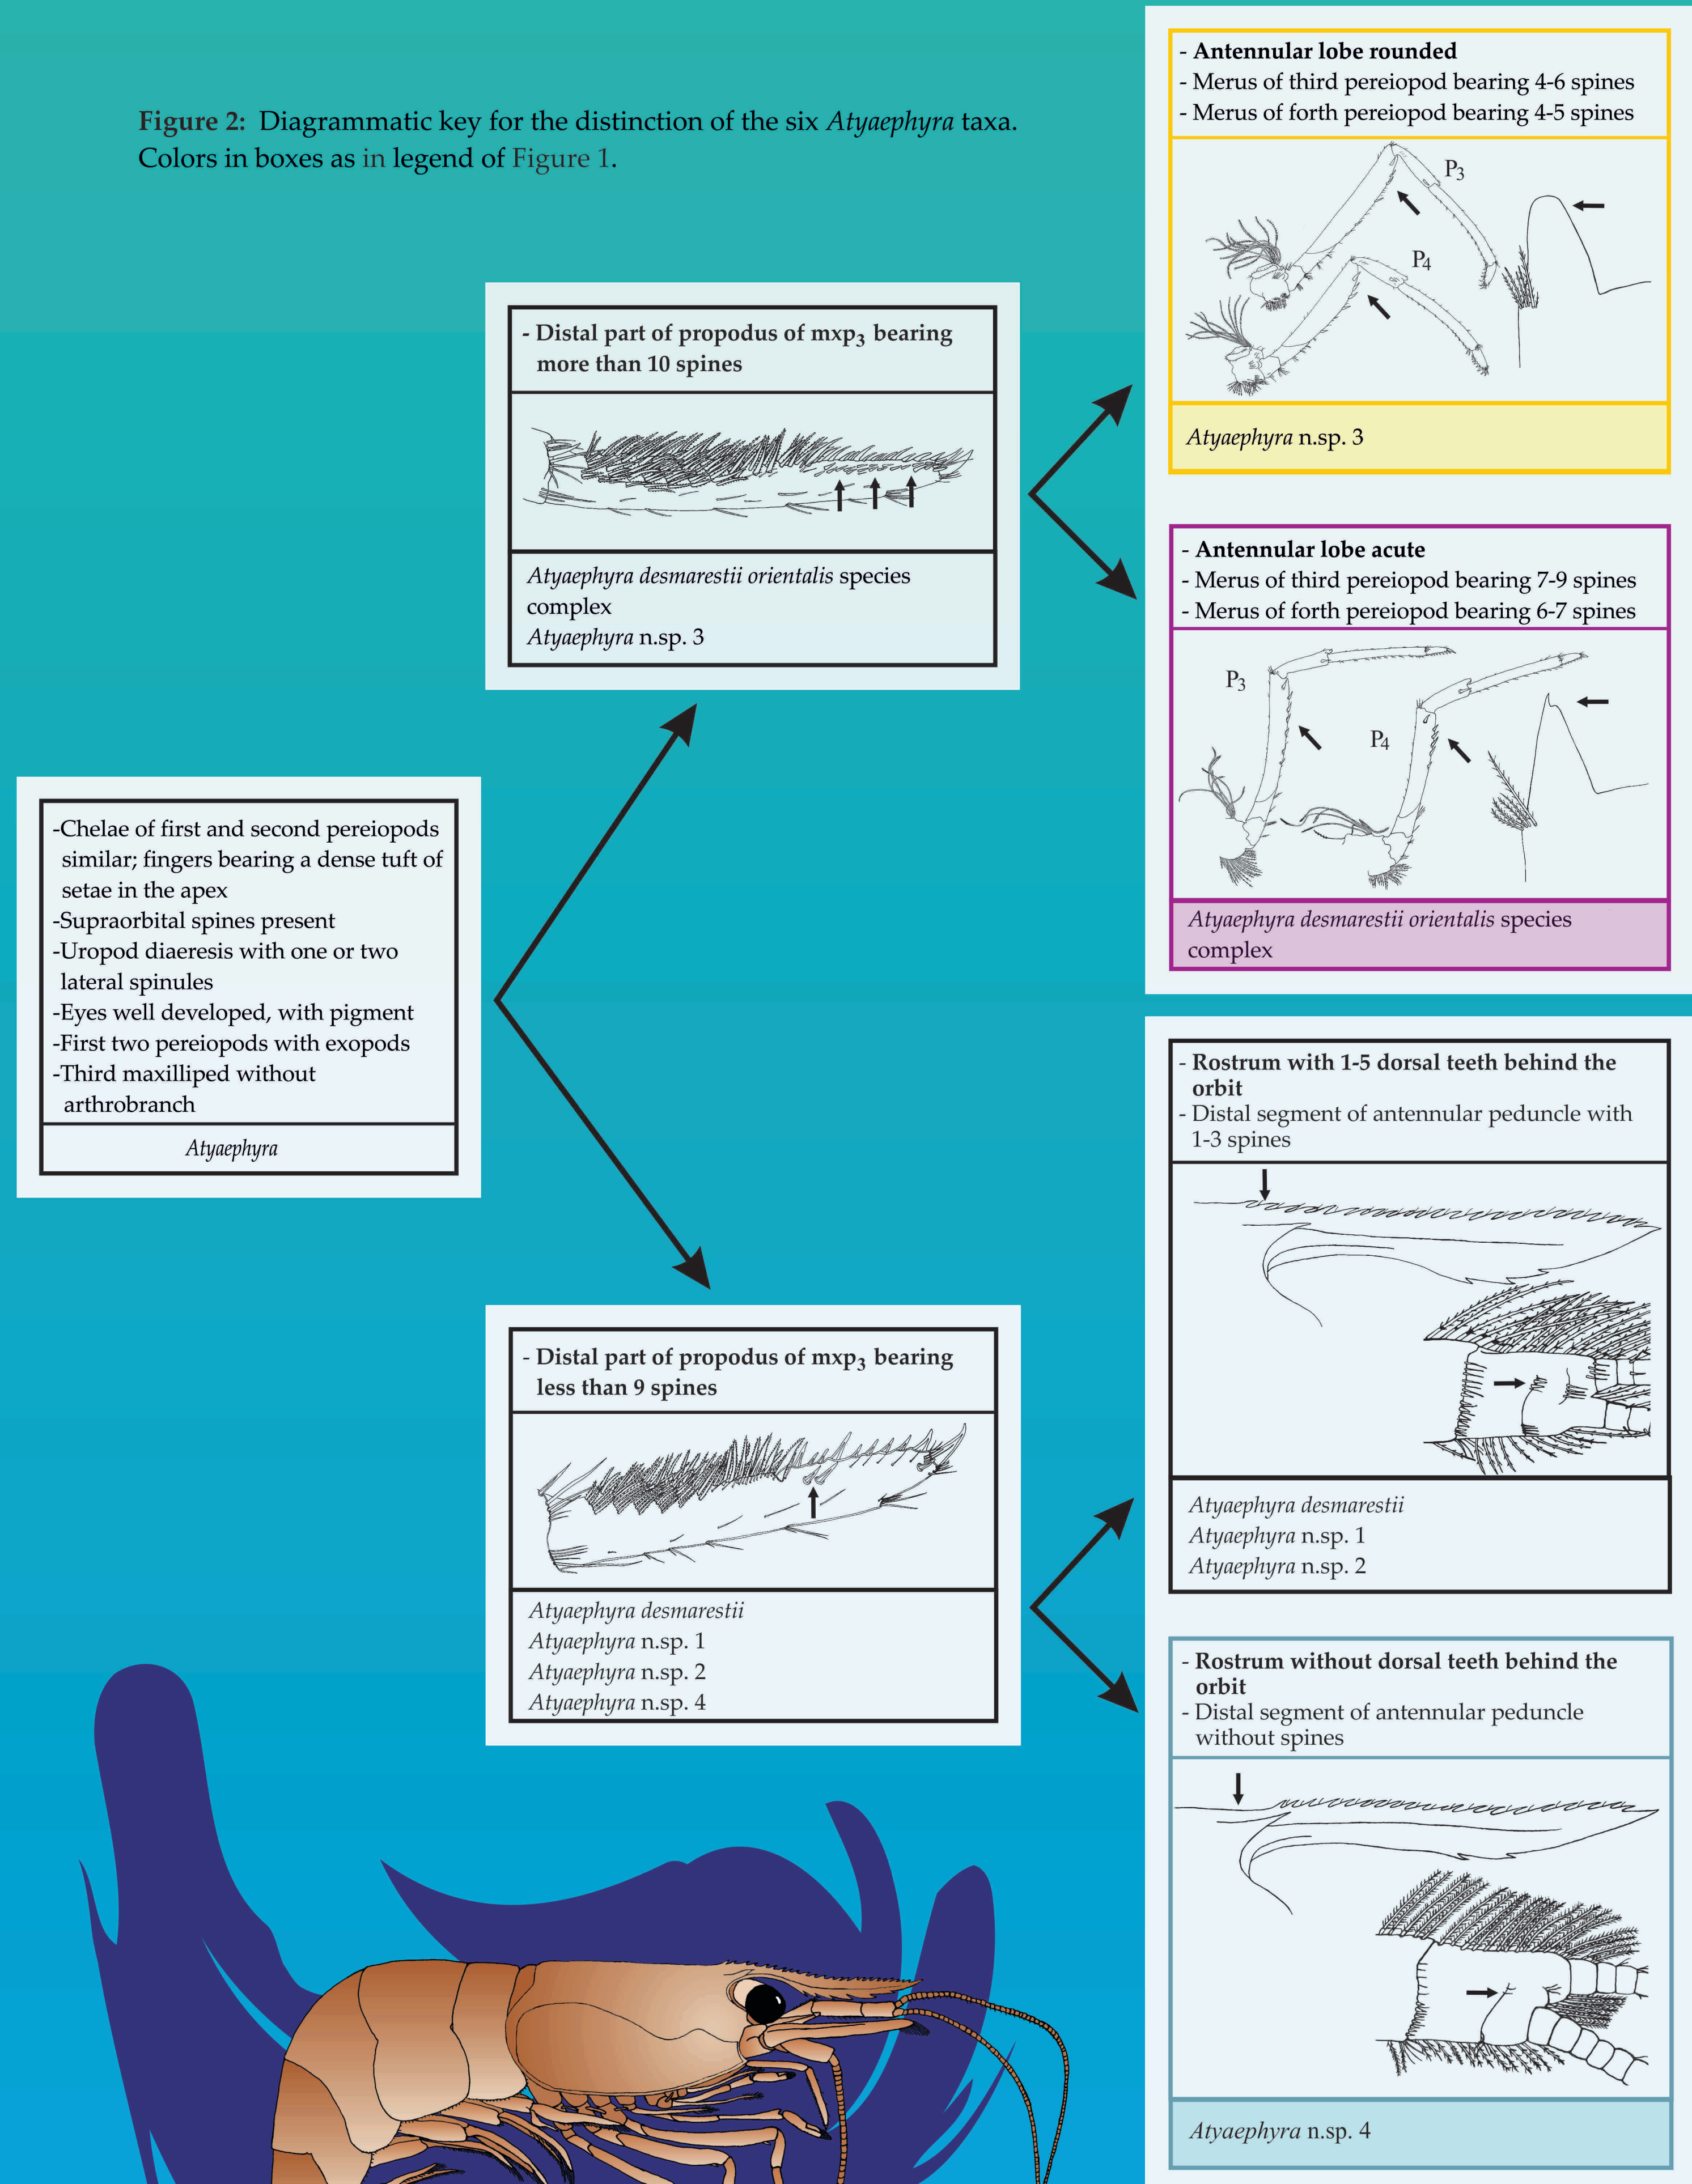 Figure 2: Diagrammatic key for the distinction of the six Atyaephyra taxa.
Colors in boxes as in legend of Figure 1.
-Chelae of first and second pereiopods
similar; fingers bearing a dense tuft of
setae in the apex
-Supraorbital spines present
-Uropod diaeresis with one or two
lateral spinules
-Eyes well developed, with pigment
-First two pereiopods with exopods
-Third maxilliped without
arthrobranch
Atyaephyra
- Distal part of propodus of mxp3 bearing
more than 10 spines
Atyaephyra desmarestii orientalis species
complex
Atyaephyra n.sp. 3
- Antennular lobe rounded
- Merus of third pereiopod bearing 4-6 spines
- Merus of forth pereiopod bearing 4-5 spines
P3
P4
Atyaephyra n.sp. 3
- Antennular lobe acute
- Merus of third pereiopod bearing 7-9 spines
- Merus of forth pereiopod bearing 6-7 spines
P3
P4
Atyaephyra desmarestii orientalis species
complex
- Distal part of propodus of mxp3 bearing
less than 9 spines
Atyaephyra desmarestii
Atyaephyra n.sp. 1
Atyaephyra n.sp. 2
Atyaephyra n.sp. 4
- Rostrum with 1-5 dorsal teeth behind the
orbit
- Distal segment of antennular peduncle with
1-3 spines
Atyaephyra desmarestii
Atyaephyra n.sp. 1
Atyaephyra n.sp. 2
- Rostrum without dorsal teeth behind the
orbit
- Distal segment of antennular peduncle
without spines
Atyaephyra n.sp. 4